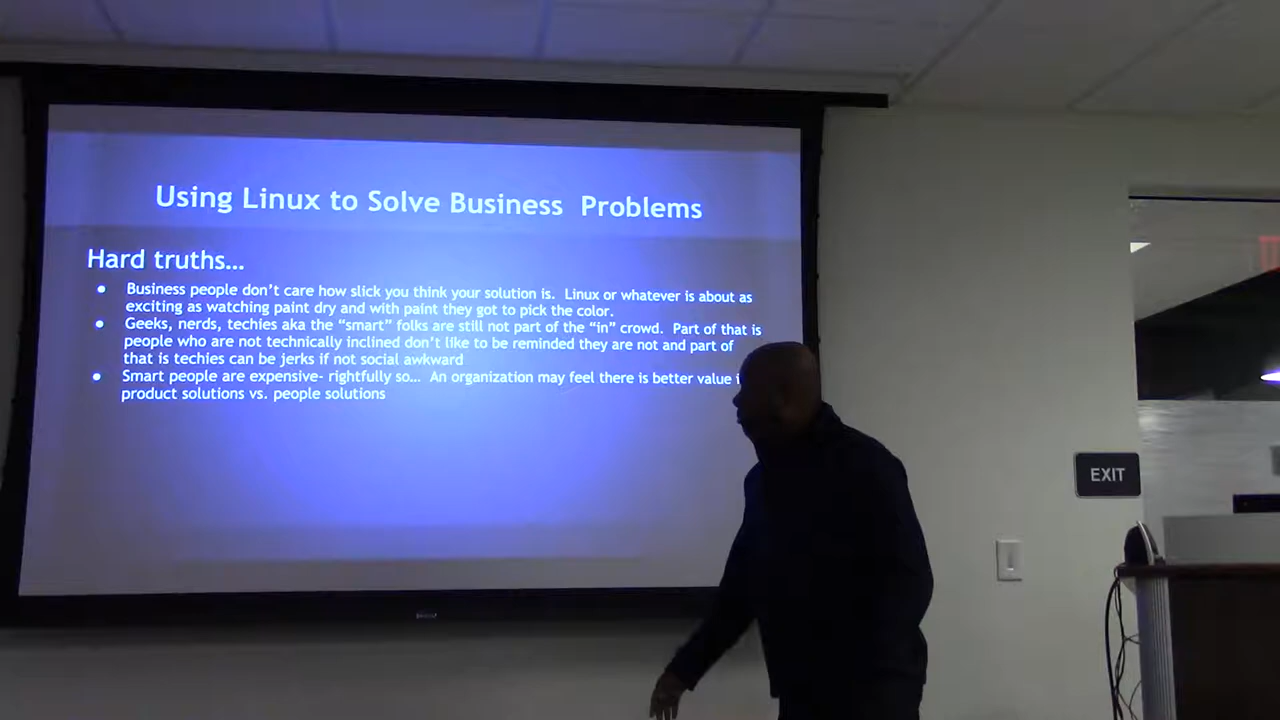 Using Linux to Solve Business Problems
Hard truths...
● Business people don't care how slick you think your solution is. Linux or whatever is about as
exciting as watching paint dry and with paint they got to pick the color.
● Geeks, nerds, techies aka the “smart” folks are still not part of the “in” crowd. Part of that is
people who are not technically inclined don't like to be reminded they are not and part of
that is techies can be jerks if not social awkward
● Smart people are expensive- rightfully so... An organization may feel there is better value
product solutions vs. people solutions
EXIT